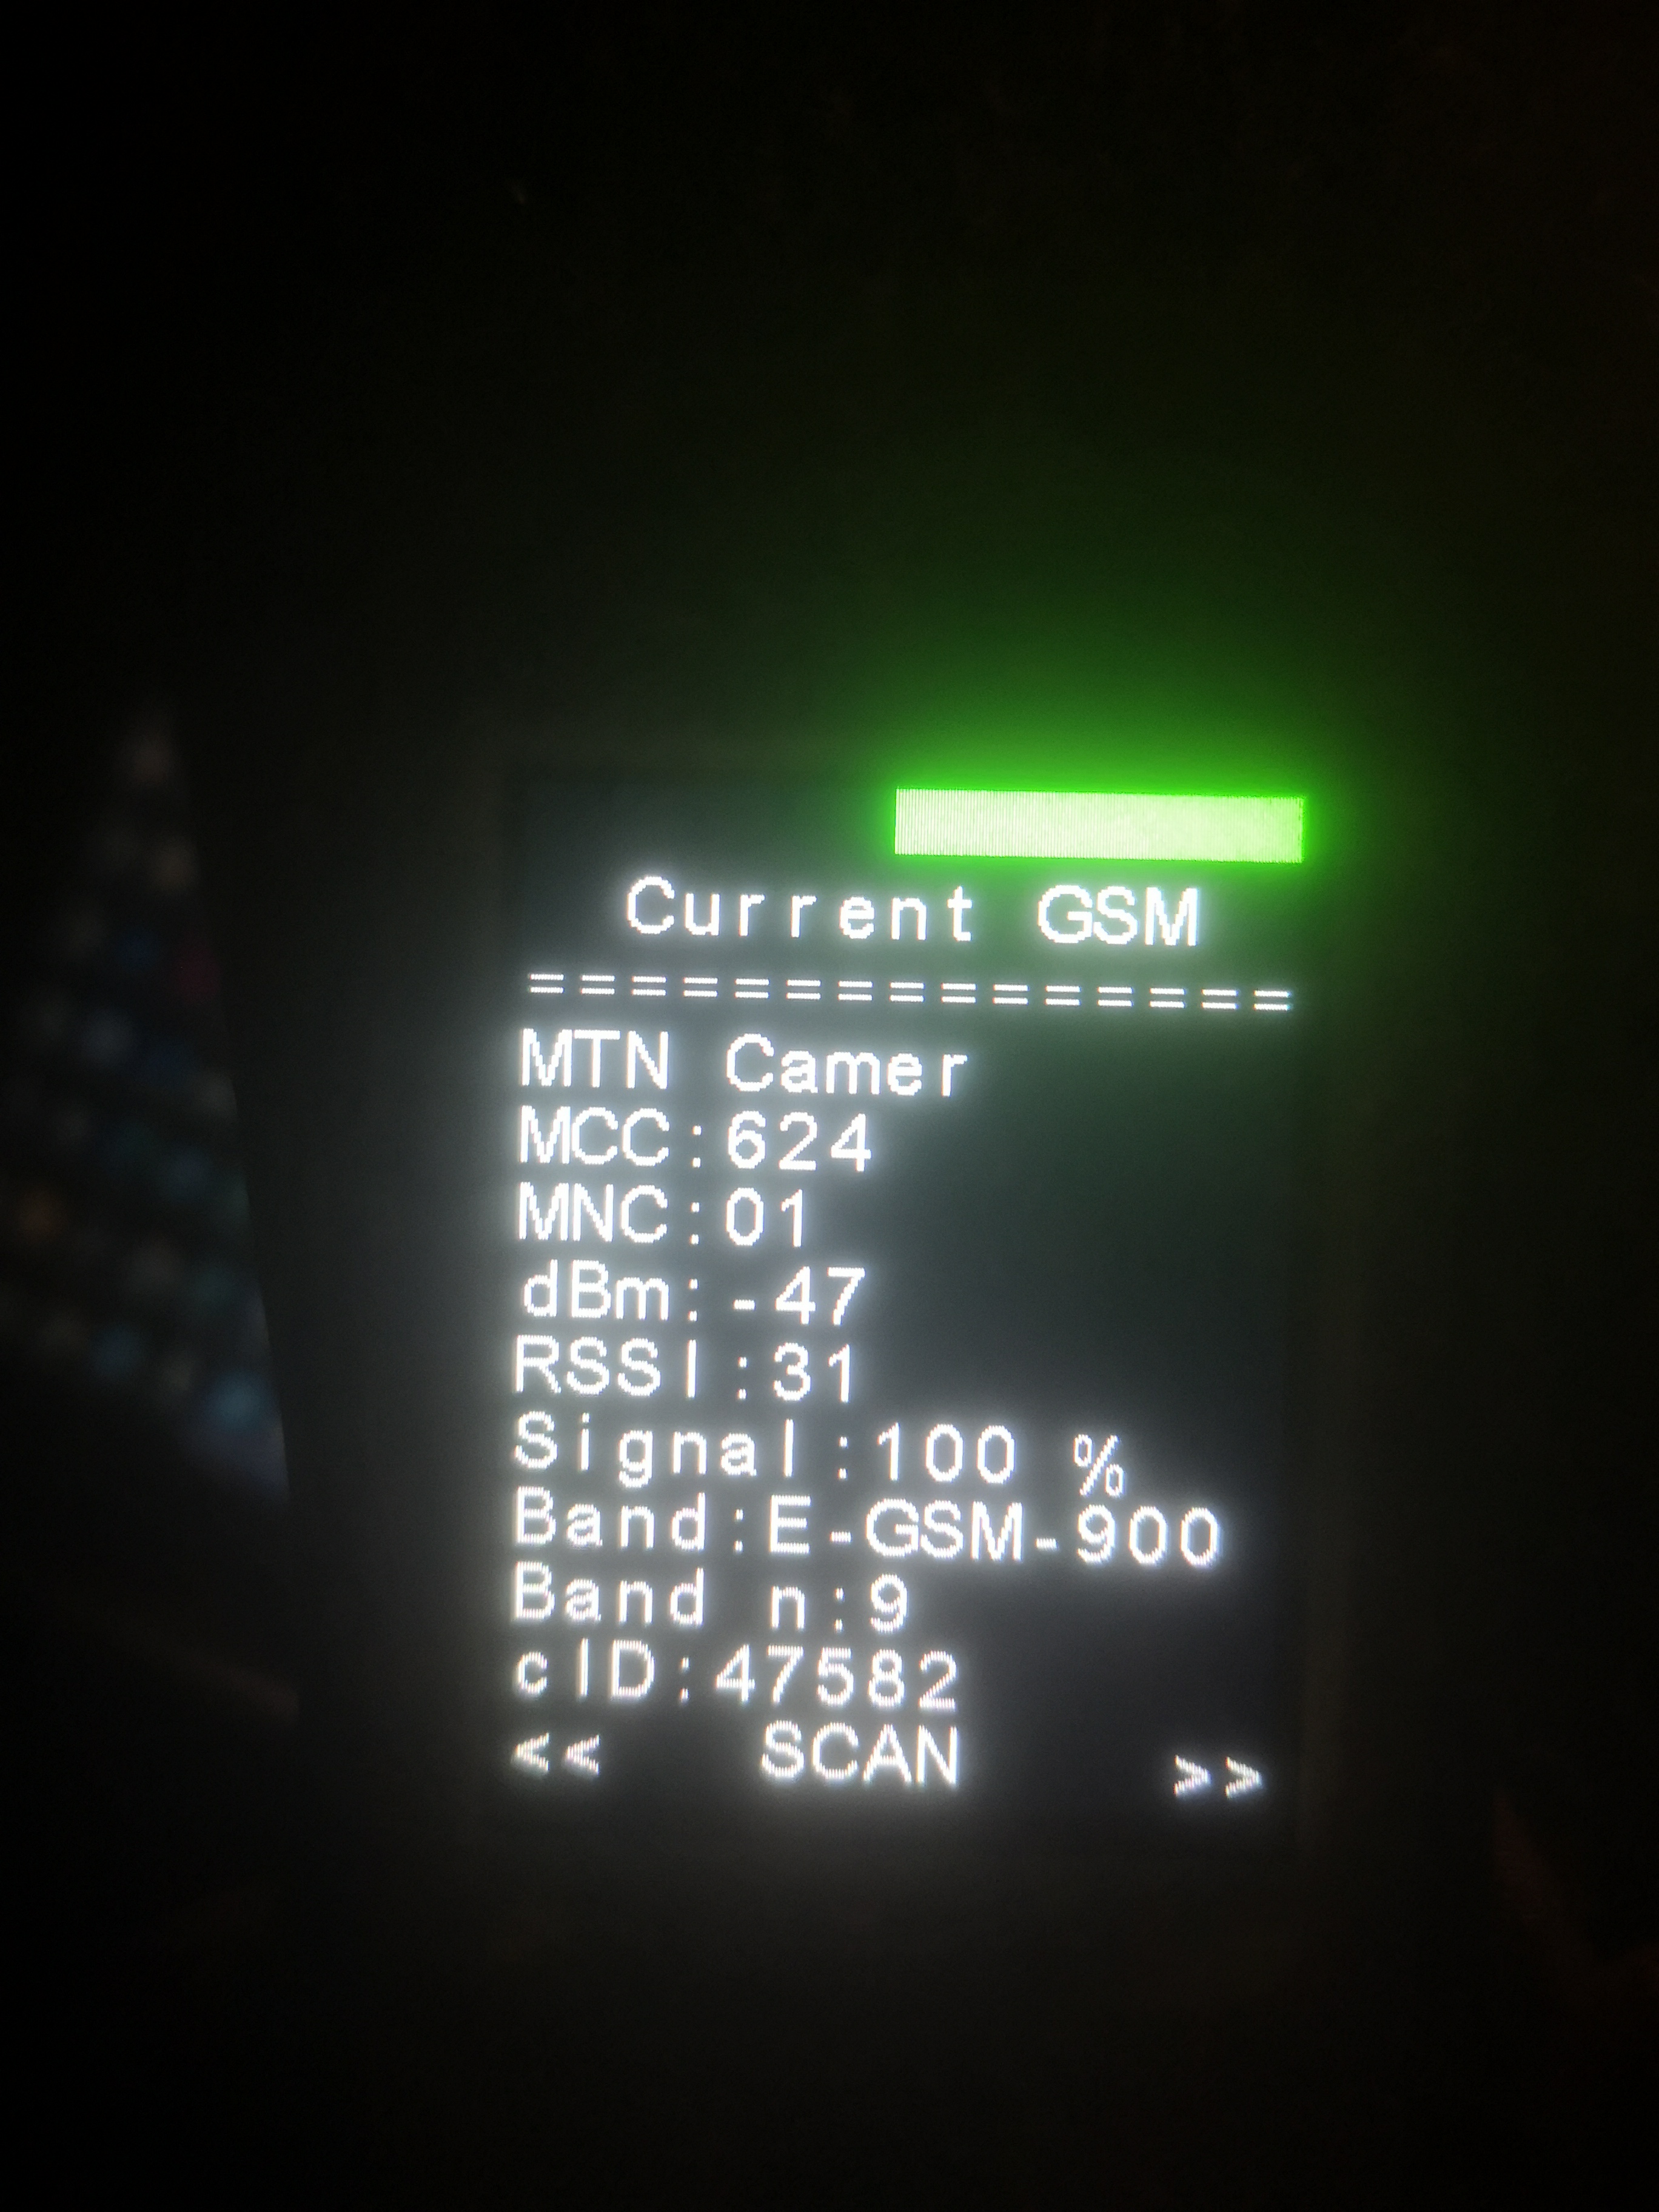 Current GSM
===============
MTN Camer
MCC:624
MNC:01
dBm:-47
RSSI:31
Signal:100 %
Band:E-GSM-900
Band n:9
cID:47582
<< SCAN >>